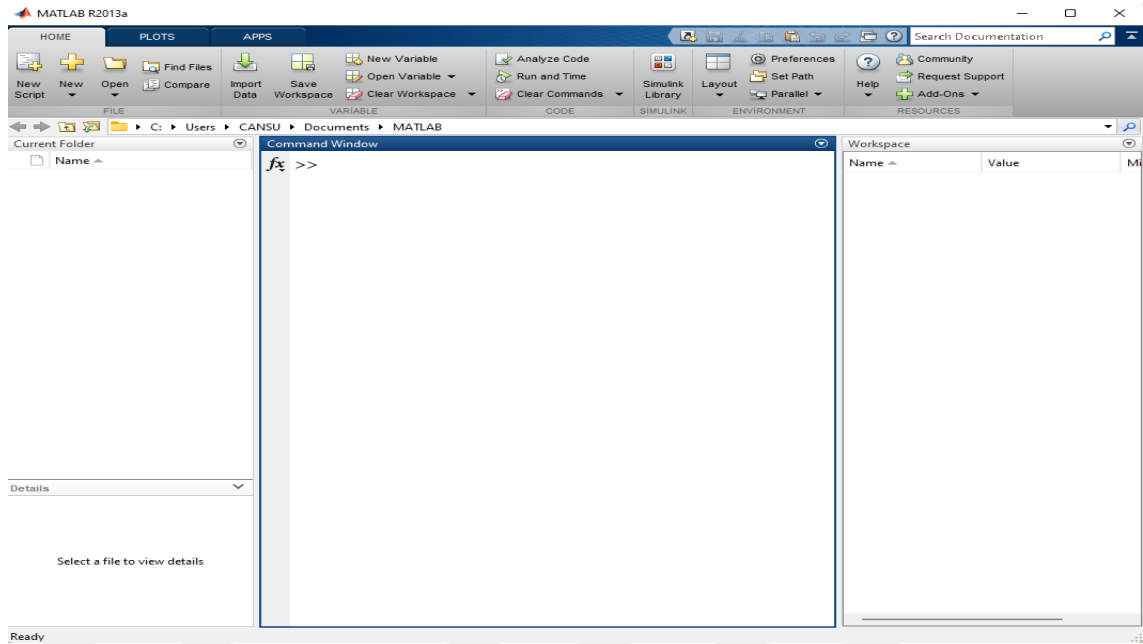 MATLAB R2013a
HOME PLOTS APPS
Search Documentation
New Script
New
Open
Find Files
Compare
Import Data
Save Workspace
New Variable
Open Variable
Clear Workspace
Analyze Code
Run and Time
Clear Commands
Simulink Library
Layout
Preferences
Set Path
Parallel
Help
Community
Request Support
Add-Ons
FILE VARIABLE CODE SIMULINK ENVIRONMENT RESOURCES
C: Users CANSU Documents MATLAB
Current Folder
Name
Command Window
fx >>
Workspace
Name Value Mi
Details
Select a file to view details
Ready